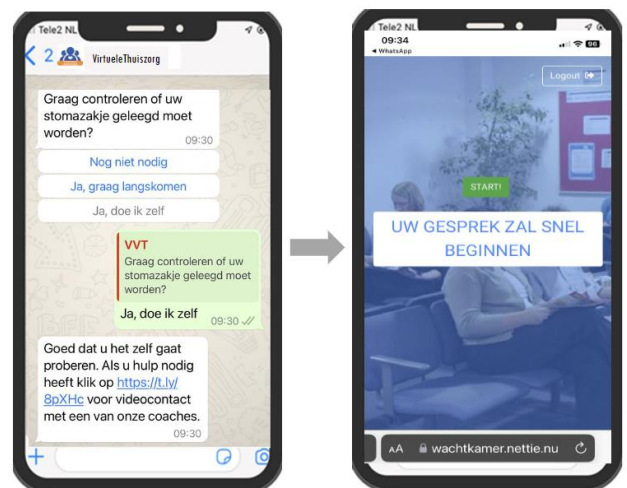 Tele2 NL
2 VirtueleThuiszorg
Graag controleren of uw
stomazakje geleegd moet
worden?
09:30
Nog niet nodig
Ja, graag langskomen
Ja, doe ik zelf
VVT
Graag controleren of uw
stomazakje geleegd moet
worden?
Ja, doe ik zelf
09:30
Goed dat u het zelf gaat
proberen. Als u hulp nodig
heeft klik op https://t.ly/
8pXHc voor videocontact
met een van onze coaches.
09:30
Tele2 NL
09:34
WhatsApp
96
Logout
START!
UW GESPREK ZAL SNEL
BEGINNEN
AA wachtkamer.nettie.nu